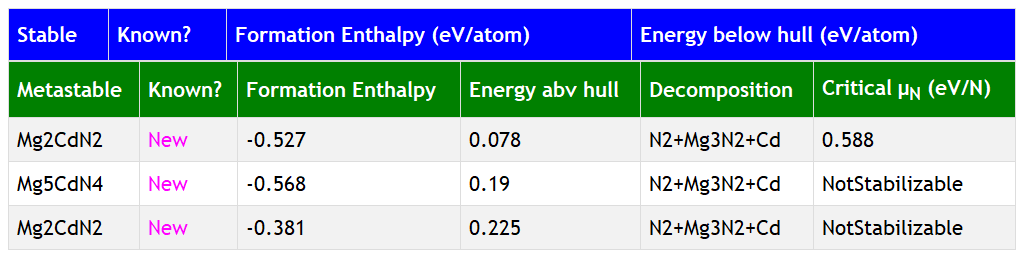 Stable Known? Formation Enthalpy (eV/atom) Energy below hull (eV/atom)
Metastable Known? Formation Enthalpy Energy abv hull Decomposition Critical μN (eV/N)
Mg2CdN2 New -0.527 0.078 N2+Mg3N2+Cd 0.588
Mg5CdN4 New -0.568 0.19 N2+Mg3N2+Cd NotStabilizable
Mg2CdN2 New -0.381 0.225 N2+Mg3N2+Cd NotStabilizable